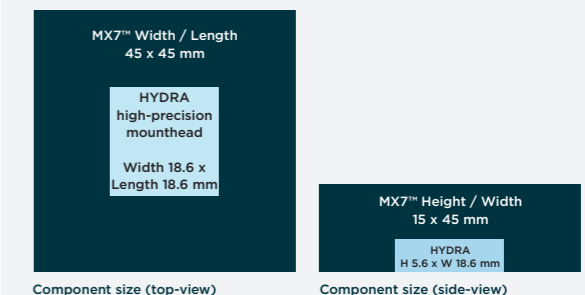 MX7™ Width / Length
45 x 45 mm
HYDRA
high-precision
mounthead
Width 18.6 x
Length 18.6 mm
Component size (top-view)
MX7™ Height / Width
15 x 45 mm
HYDRA
H 5.6 x W 18.6 mm
Component size (side-view)